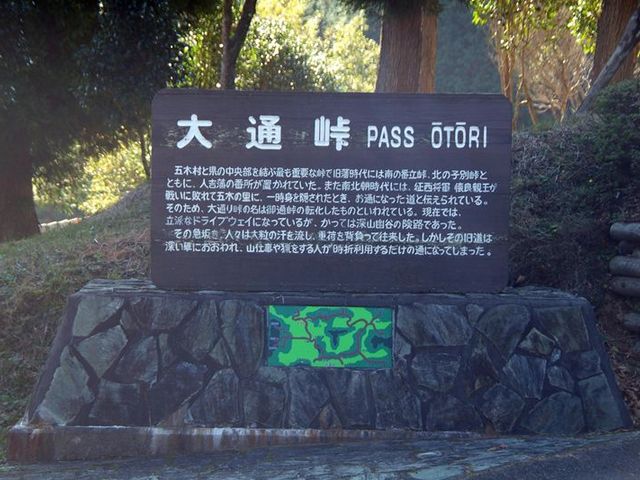 大通峠 PASS ŌTŌRI
五木村と県の中央部を結ぶ最も重要な峠で旧藩時代には南の番立峠、北の子別峠と
ともに、人吉藩の番所が置かれていた。また南北朝時代には、征西将軍 懐良親王が
戦いに敗れて五木の里に、一時身を隠されたとき、お通になった道と伝えられている。
そのため、大通り峠の名は御通峠の転化したものといわれている。現在では、
立派なドライブウェイになっているが、かつては深山幽谷の険路であった。
その急坂を、人々は大粒の汗を流し、重荷を背負って往来した。しかしその旧道は
深い草におおわれ、山仕事や猟をする人が時折利用するだけの道になってしまった。